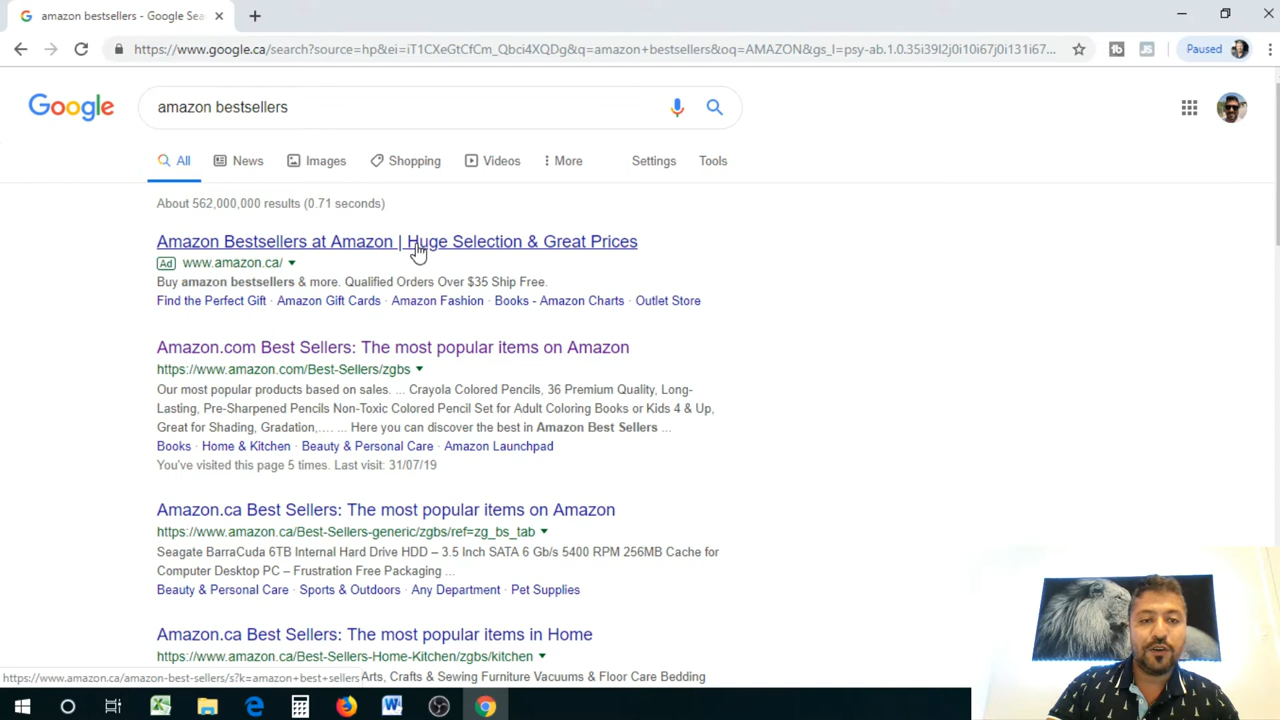 amazon bestsellers - Google Sea
https://www.google.ca/search?source=hp&ei=iT1CXeGtCfCm_Qbci4XQDg&q=amazon+bestsellers&oq=AMAZON&gs_l=psy-ab.1.0.35i39l2j0i10i67j0i131i67...
Paused
Google
amazon bestsellers
All News Images Shopping Videos More Settings Tools
About 562,000,000 results (0.71 seconds)
Amazon Bestsellers at Amazon | Huge Selection & Great Prices
Ad www.amazon.ca/
Buy amazon bestsellers & more. Qualified Orders Over $35 Ship Free.
Find the Perfect Gift · Amazon Gift Cards · Amazon Fashion · Books - Amazon Charts · Outlet Store
Amazon.com Best Sellers: The most popular items on Amazon
https://www.amazon.com/Best-Sellers/zgbs
Our most popular products based on sales. ... Crayola Colored Pencils, 36 Premium Quality, Long-
Lasting, Pre-Sharpened Pencils Non-Toxic Colored Pencil Set for Adult Coloring Books or Kids 4 & Up,
Great for Shading, Gradation,.... ... Here you can discover the best in Amazon Best Sellers ...
Books · Home & Kitchen · Beauty & Personal Care · Amazon Launchpad
You've visited this page 5 times. Last visit: 31/07/19
Amazon.ca Best Sellers: The most popular items on Amazon
https://www.amazon.ca/Best-Sellers-generic/zgbs/ref=zg_bs_tab
Seagate BarraCuda 6TB Internal Hard Drive HDD – 3.5 Inch SATA 6 Gb/s 5400 RPM 256MB Cache for
Computer Desktop PC – Frustration Free Packaging ...
Beauty & Personal Care · Sports & Outdoors · Any Department · Pet Supplies
Amazon.ca Best Sellers: The most popular items in Home
https://www.amazon.ca/Best-Sellers-Home-Kitchen/zgbs/kitchen
https://www.amazon.ca/amazon-best-sellers/s?k=amazon+best+sellers Arts, Crafts & Sewing Furniture Vacuums & Floor Care Bedding